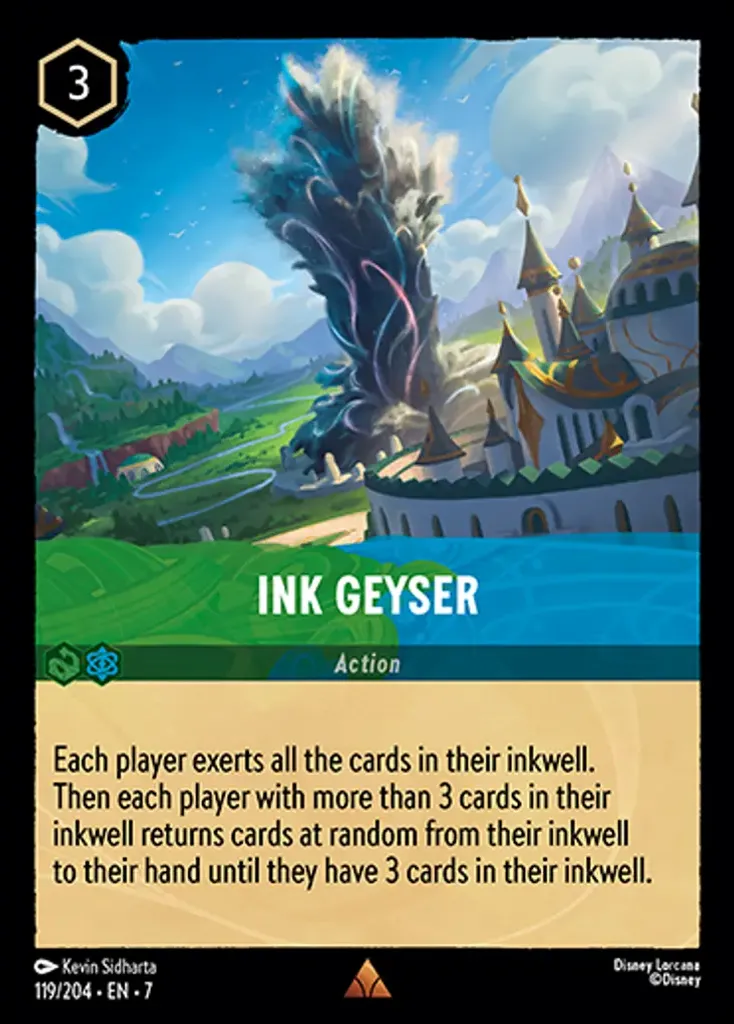 3
INK GEYSER
Action
Each player exerts all the cards in their inkwell.
Then each player with more than 3 cards in their
inkwell returns cards at random from their inkwell
to their hand until they have 3 cards in their inkwell.
Kevin Sidharta
119/204 • EN • 7
Disney Lorcana
©Disney